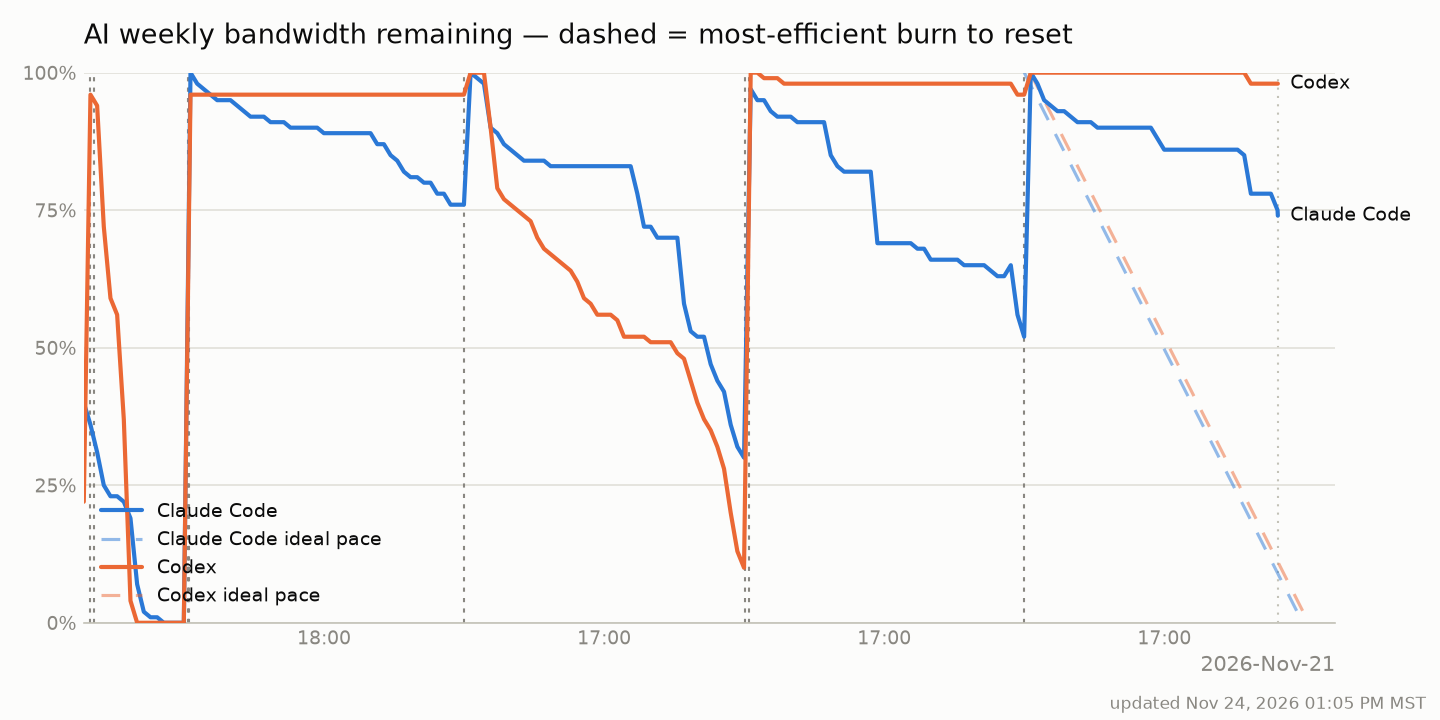 AI weekly bandwidth remaining — dashed = most-efficient burn to reset
100%
75%
50%
25%
0%
Codex
Claude Code
Claude Code
Claude Code ideal pace
Codex
Codex ideal pace
18:00
17:00
17:00
17:00
2026-Nov-21
updated Nov 24, 2026 01:05 PM MST